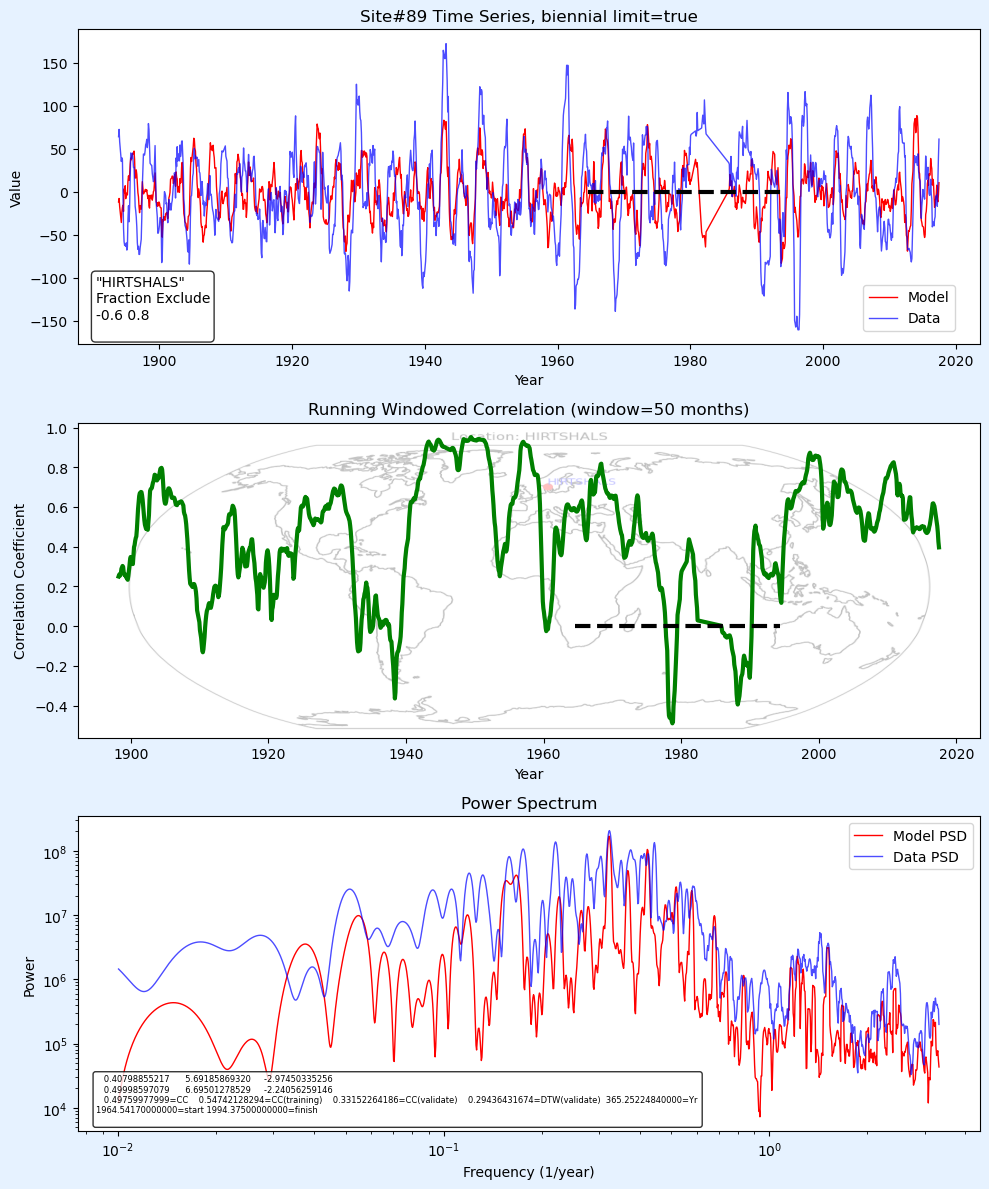 Site#89 Time Series, biennial limit=true
150
100
50
0
−50
−100
−150
Value
"HIRTSHALS"
Fraction Exclude
-0.6 0.8
Model
Data
1900 1920 1940 1960 1980 2000 2020
Year
Running Windowed Correlation (window=50 months)
Location: HIRTSHALS
HIRTSHALS
1.0
0.8
0.6
0.4
0.2
0.0
−0.2
−0.4
Correlation Coefficient
1900 1920 1940 1960 1980 2000 2020
Year
Power Spectrum
Model PSD
Data PSD
10^8
10^7
10^6
10^5
10^4
Power
0.40798855217 5.69185869320 -2.97450335256
0.49998597079 6.69501278529 -2.24056259146
0.49759977999=CC 0.54742128294=CC(training) 0.33152264186=CC(validate) 0.29436431674=DTW(validate) 365.25224840000=Yr
1964.54170000000=start 1994.37500000000=finish
10^−2 10^−1 10^0
Frequency (1/year)